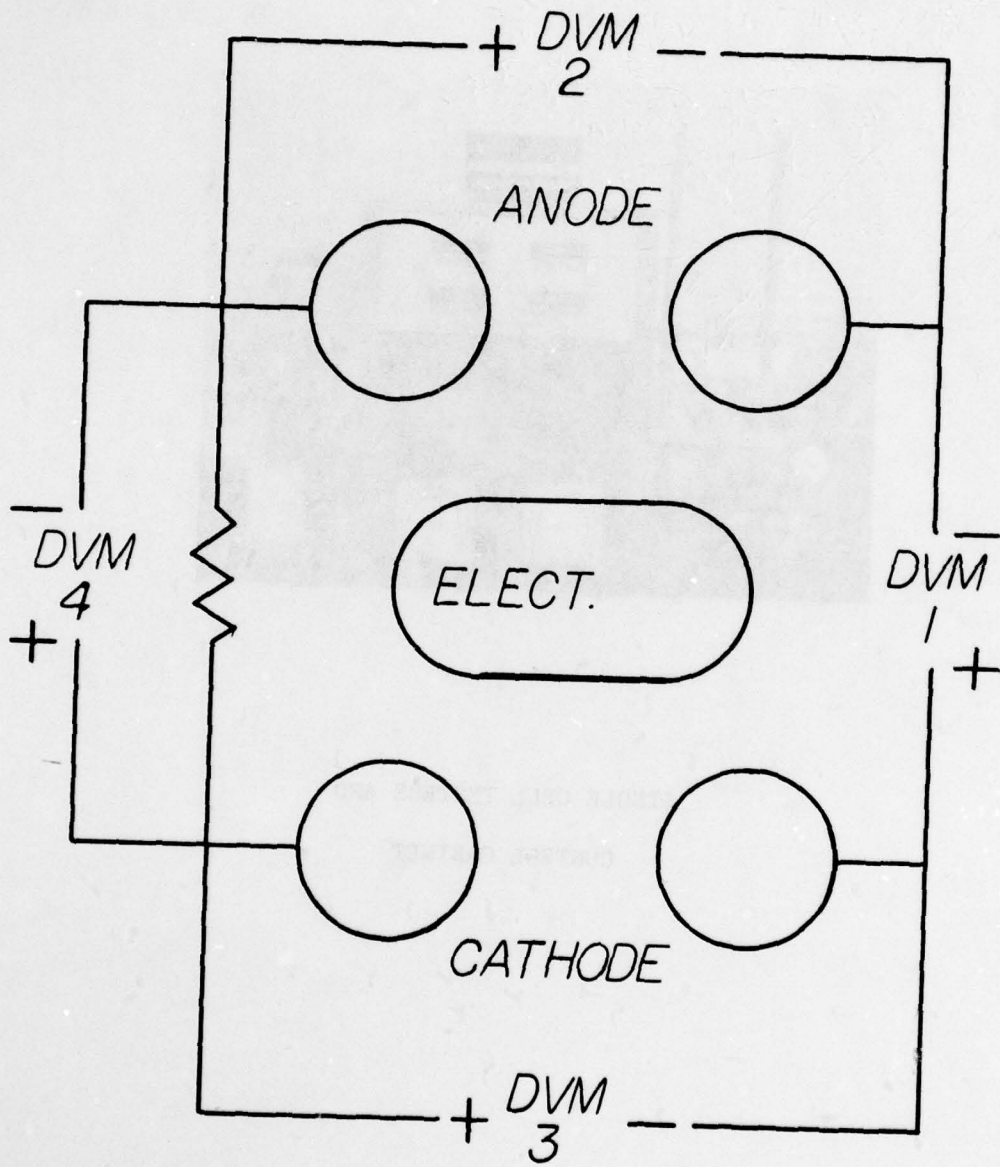 + DVM —
2
ANODE
—
DVM
4
+
ELECT.
—
DVM
1
+
CATHODE
+ DVM —
3